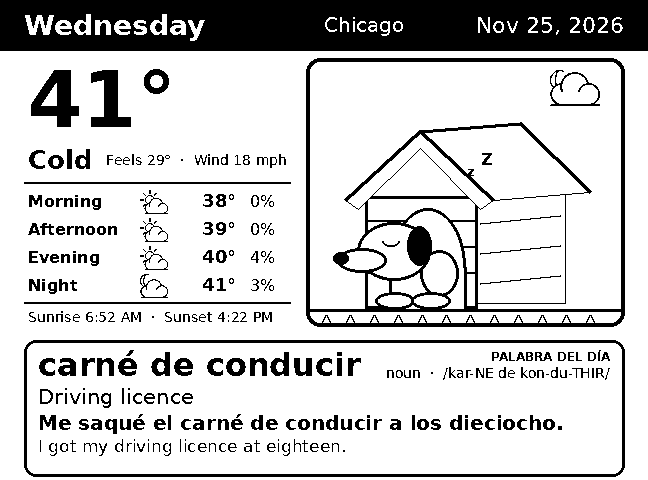 Wednesday Chicago Nov 25, 2026
41°
Cold Feels 29° · Wind 18 mph
Morning 38° 0%
Afternoon 39° 0%
Evening 40° 4%
Night 41° 3%
Sunrise 6:52 AM · Sunset 4:22 PM
Z
z
carné de conducir
PALABRA DEL DÍA
noun · /kar-NE de kon-du-THIR/
Driving licence
Me saqué el carné de conducir a los dieciocho.
I got my driving licence at eighteen.